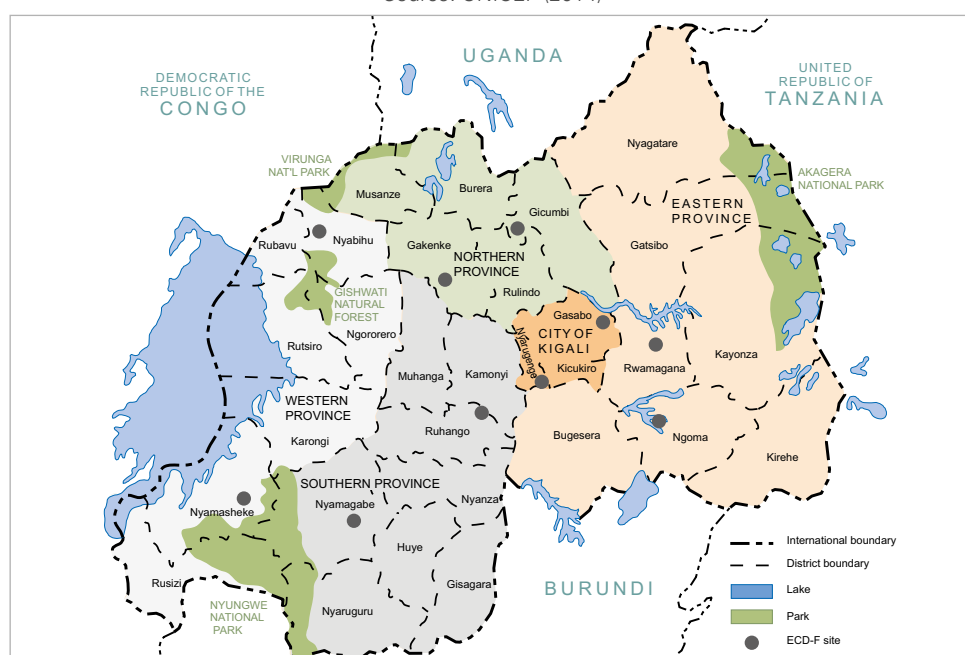 UGANDA
DEMOCRATIC
REPUBLIC OF THE
CONGO
UNITED
REPUBLIC OF
TANZANIA
Nyagatare
VIRUNGA
NAT'L PARK
AKAGERA
NATIONAL PARK
Musanze
Burera
EASTERN
PROVINCE
Gicumbi
Rubavu
Nyabihu
Gakenke
Gatsibo
NORTHERN
PROVINCE
GISHWATI
NATURAL
FOREST
Rulindo
Gasabo
Ngororero
Rutsiro
CITY OF
KIGALI
Nyarugenge
Kicukiro
Kayonza
Rwamagana
Muhanga
Kamonyi
WESTERN
PROVINCE
Ruhango
Bugesera
Ngoma
Karongi
Kirehe
SOUTHERN PROVINCE
Nyamagabe
Nyanza
Nyamasheke
Huye
Rusizi
Gisagara
BURUNDI
Nyaruguru
NYUNGWE
NATIONAL
PARK
International boundary
District boundary
Lake
Park
ECD-F site